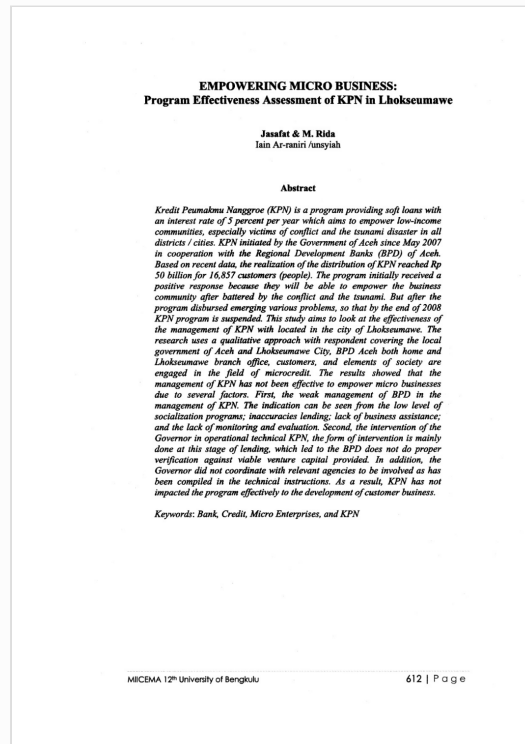 EMPOWERING MICRO BUSINESS:
Program Effectiveness Assessment of KPN in Lhokseumawe
Jasafat & M. Rida
Iain Ar-raniri /unsyiah
Abstract
Kredit Peumakmu Nanggroe (KPN) is a program providing soft loans with
an interest rate of 5 percent per year which aims to empower low-income
communities, especially victims of conflict and the tsunami disaster in all
districts / cities. KPN initiated by the Government of Aceh since May 2007
in cooperation with the Regional Development Banks (BPD) of Aceh.
Based on recent data, the realization of the distribution of KPN reached Rp
50 billion for 16,857 customers (people). The program initially received a
positive response because they will be able to empower the business
community after battered by the conflict and the tsunami. But after the
program disbursed emerging various problems, so that by the end of 2008
KPN program is suspended. This study aims to look at the effectiveness of
the management of KPN with located in the city of Lhokseumawe. The
research uses a qualitative approach with respondent covering the local
government of Aceh and Lhokseumawe City, BPD Aceh both home and
Lhokseumawe branch office, customers, and elements of society are
engaged in the field of microcredit. The results showed that the
management of KPN has not been effective to empower micro businesses
due to several factors. First, the weak management of BPD in the
management of KPN. The indication can be seen from the low level of
socialization programs; inaccuracies lending; lack of business assistance;
and the lack of monitoring and evaluation. Second, the intervention of the
Governor in operational technical KPN, the form of intervention is mainly
done at this stage of lending, which led to the BPD does not do proper
verification against viable venture capital provided. In addition, the
Governor did not coordinate with relevant agencies to be involved as has
been compiled in the technical instructions. As a result, KPN has not
impacted the program effectively to the development of customer business.
Keywords: Bank, Credit, Micro Enterprises, and KPN
MIICEMA 12th University of Bengkulu
612 | Page